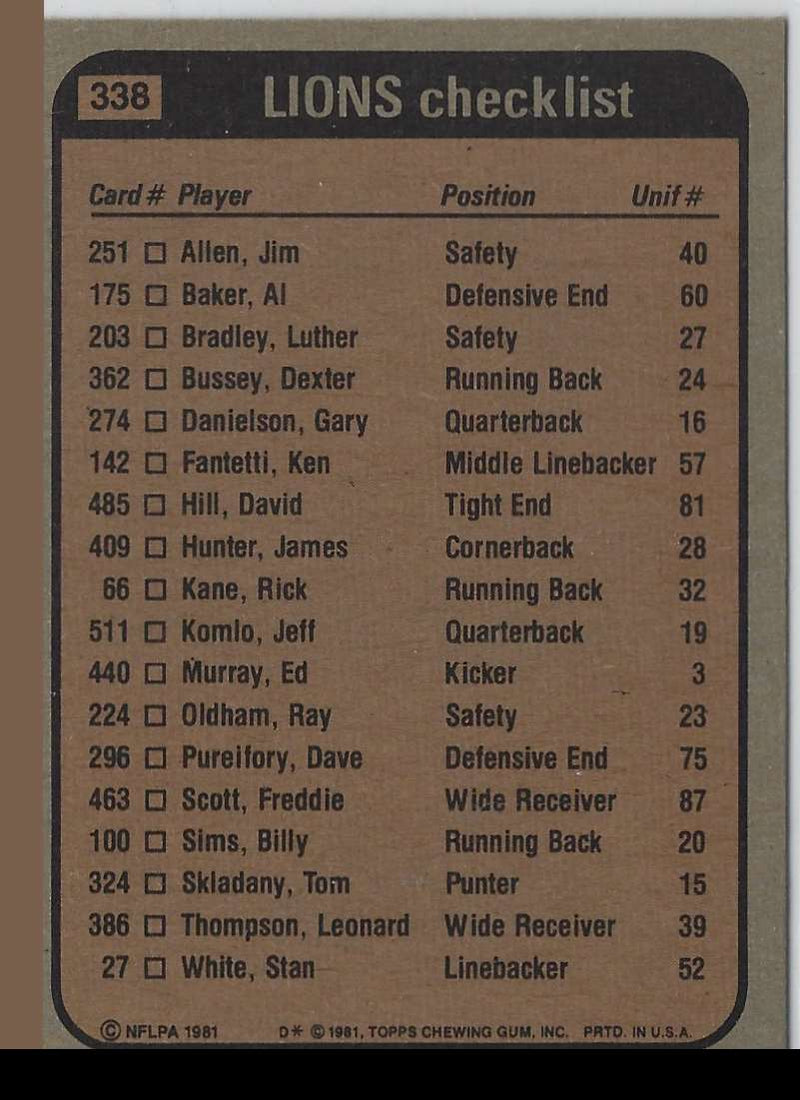 338 LIONS checklist
Card # Player Position Unif #
251 □ Allen, Jim Safety 40
175 □ Baker, Al Defensive End 60
203 □ Bradley, Luther Safety 27
362 □ Bussey, Dexter Running Back 24
274 □ Danielson, Gary Quarterback 16
142 □ Fantetti, Ken Middle Linebacker 57
485 □ Hill, David Tight End 81
409 □ Hunter, James Cornerback 28
66 □ Kane, Rick Running Back 32
511 □ Komlo, Jeff Quarterback 19
440 □ Murray, Ed Kicker 3
224 □ Oldham, Ray Safety 23
296 □ Pureifory, Dave Defensive End 75
463 □ Scott, Freddie Wide Receiver 87
100 □ Sims, Billy Running Back 20
324 □ Skladany, Tom Punter 15
386 □ Thompson, Leonard Wide Receiver 39
27 □ White, Stan Linebacker 52
© NFLPA 1981 D* © 1981, TOPPS CHEWING GUM, INC. PRTD. IN U.S.A.